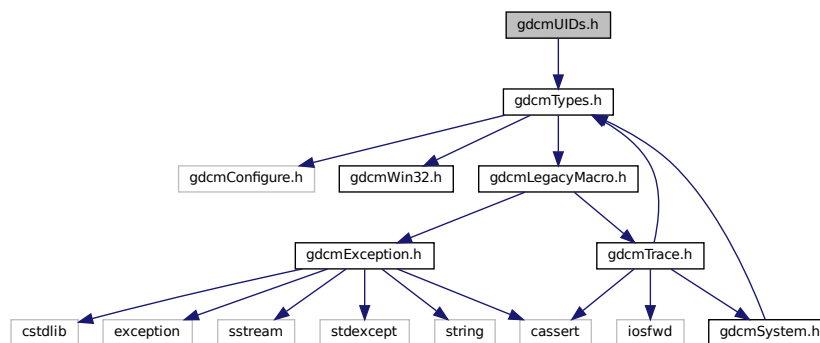 gdcmUIDs.h
gdcmTypes.h
gdcmConfigure.h
gdcmWin32.h
gdcmLegacyMacro.h
gdcmException.h
gdcmTrace.h
cstdlib
exception
sstream
stdexcept
string
cassert
iosfwd
gdcmSystem.h